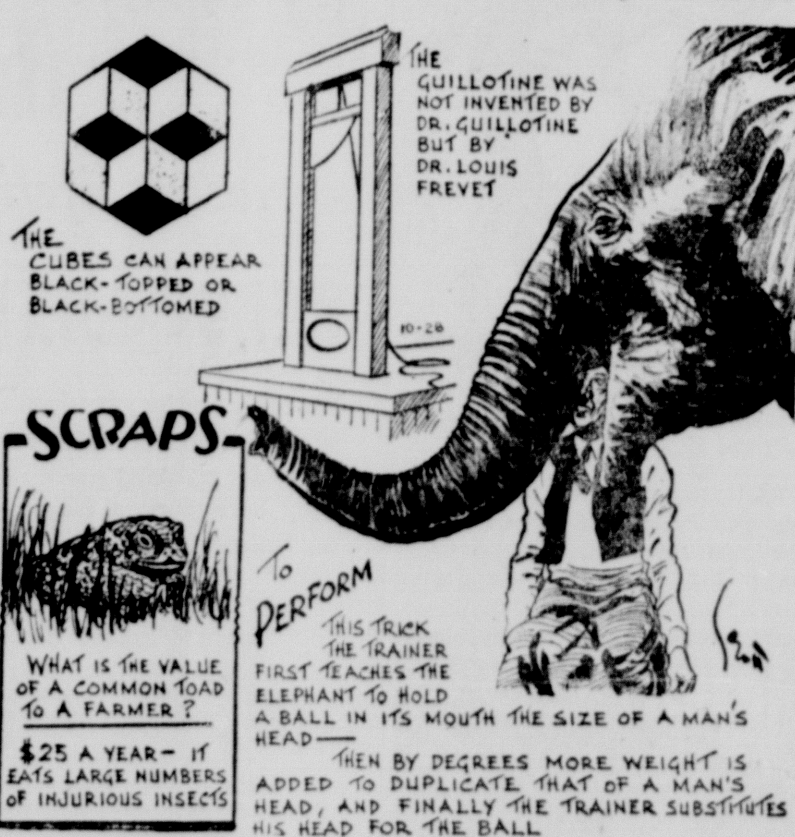 THE
CUBES CAN APPEAR
BLACK-TOPPED OR
BLACK-BOTTOMED
THE
GUILLOTINE WAS
NOT INVENTED BY
DR. GUILLOTINE
BUT BY
DR. LOUIS
FREVET
10-28
SCRAPS
WHAT IS THE VALUE
OF A COMMON TOAD
TO A FARMER?
$25 A YEAR- IT
EATS LARGE NUMBERS
OF INJURIOUS INSECTS
TO
PERFORM
THIS TRICK
THE TRAINER
FIRST TEACHES THE
ELEPHANT TO HOLD
A BALL IN ITS MOUTH THE SIZE OF A MAN'S
HEAD—
THEN BY DEGREES MORE WEIGHT IS
ADDED TO DUPLICATE THAT OF A MAN'S
HEAD, AND FINALLY THE TRAINER SUBSTITUTES
HIS HEAD FOR THE BALL